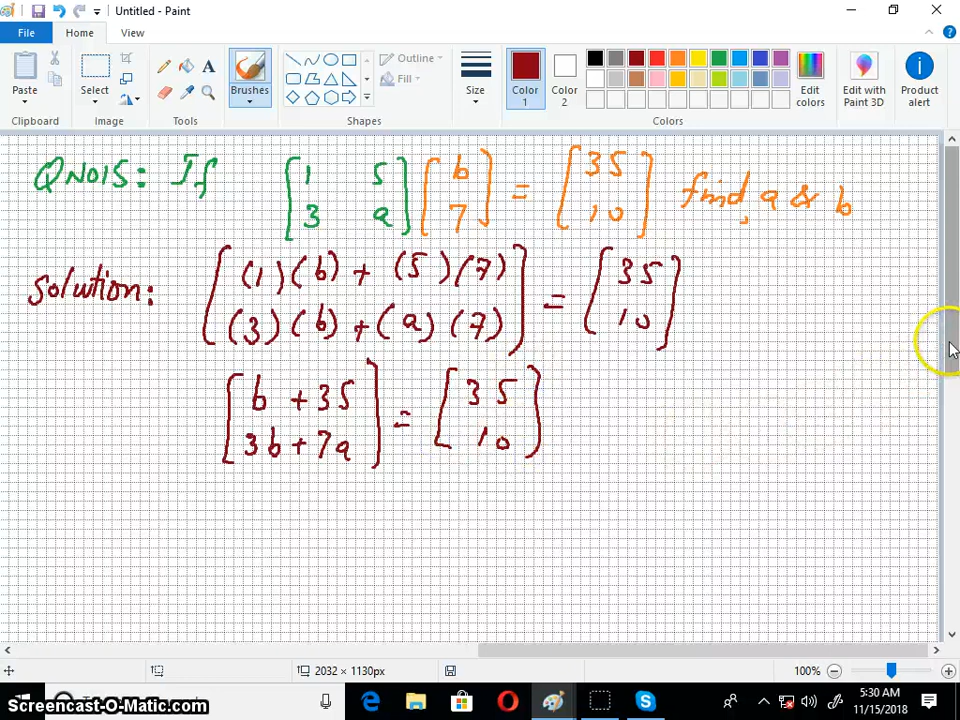 Untitled - Paint
File Home View
Paste Select Brushes Size Color 1 Color 2 Edit colors Edit with Paint 3D Product alert
Outline
Fill
Clipboard Image Tools Shapes Colors
QNo15: If [1 5 3 a] [b 7] = [35 10] find, a & b
Solution: [(1)(b) + (5)(7)
(3)(b) + (a)(7)] = [35 10]
[b + 35
3b + 7a] = [35 10]
2032 × 1130px 100%
5:30 AM
11/15/2018
Screencast-O-Matic.com